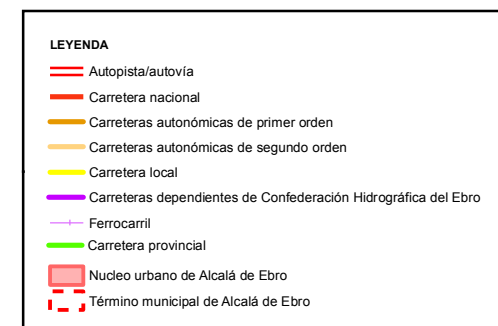 LEYENDA
Autopista/autovía
Carretera nacional
Carreteras autonómicas de primer orden
Carreteras autonómicas de segundo orden
Carretera local
Carreteras dependientes de Confederación Hidrográfica del Ebro
Ferrocarril
Carretera provincial
Nucleo urbano de Alcalá de Ebro
Término municipal de Alcalá de Ebro